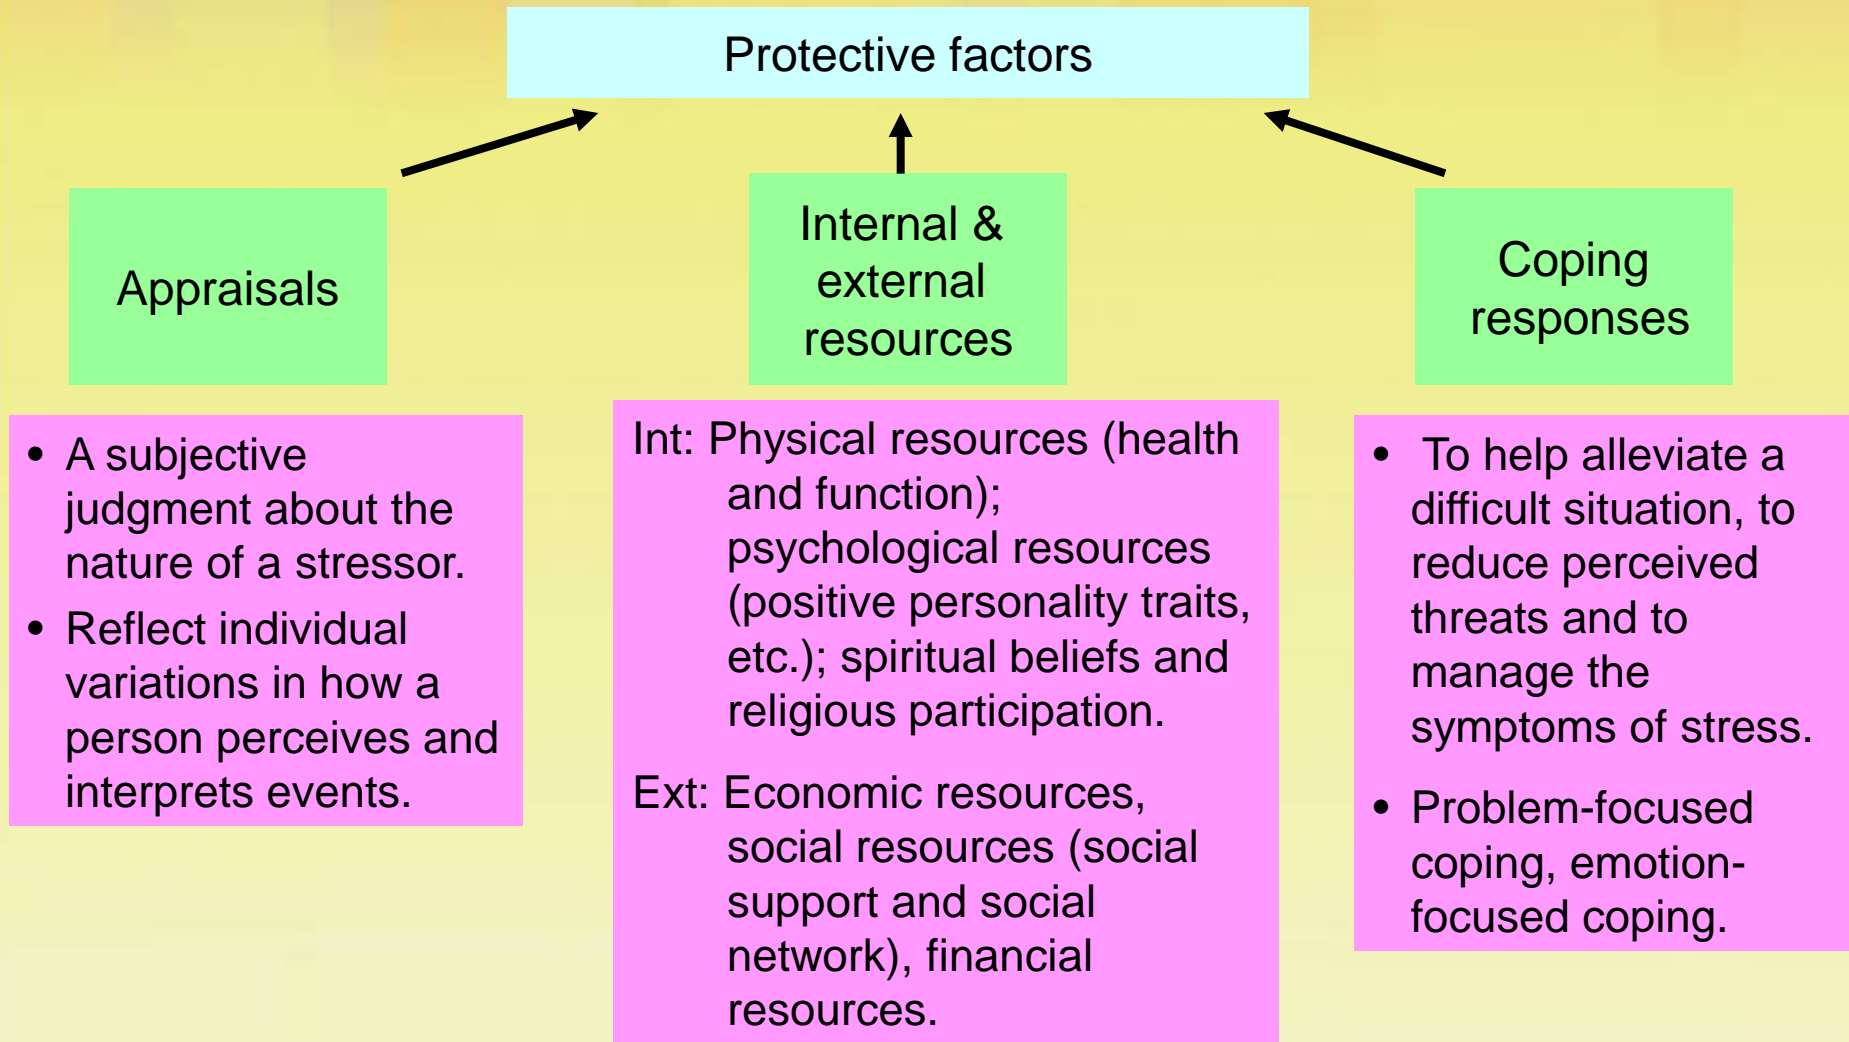 Protective factors
Appraisals
Internal &
external
resources
Coping
responses
• A subjective
judgment about the
nature of a stressor.
• Reflect individual
variations in how a
person perceives and
interprets events.
Int: Physical resources (health
and function);
psychological resources
(positive personality traits,
etc.); spiritual beliefs and
religious participation.
Ext: Economic resources,
social resources (social
support and social
network), financial
resources.
• To help alleviate a
difficult situation, to
reduce perceived
threats and to
manage the
symptoms of stress.
• Problem-focused
coping, emotion-
focused coping.